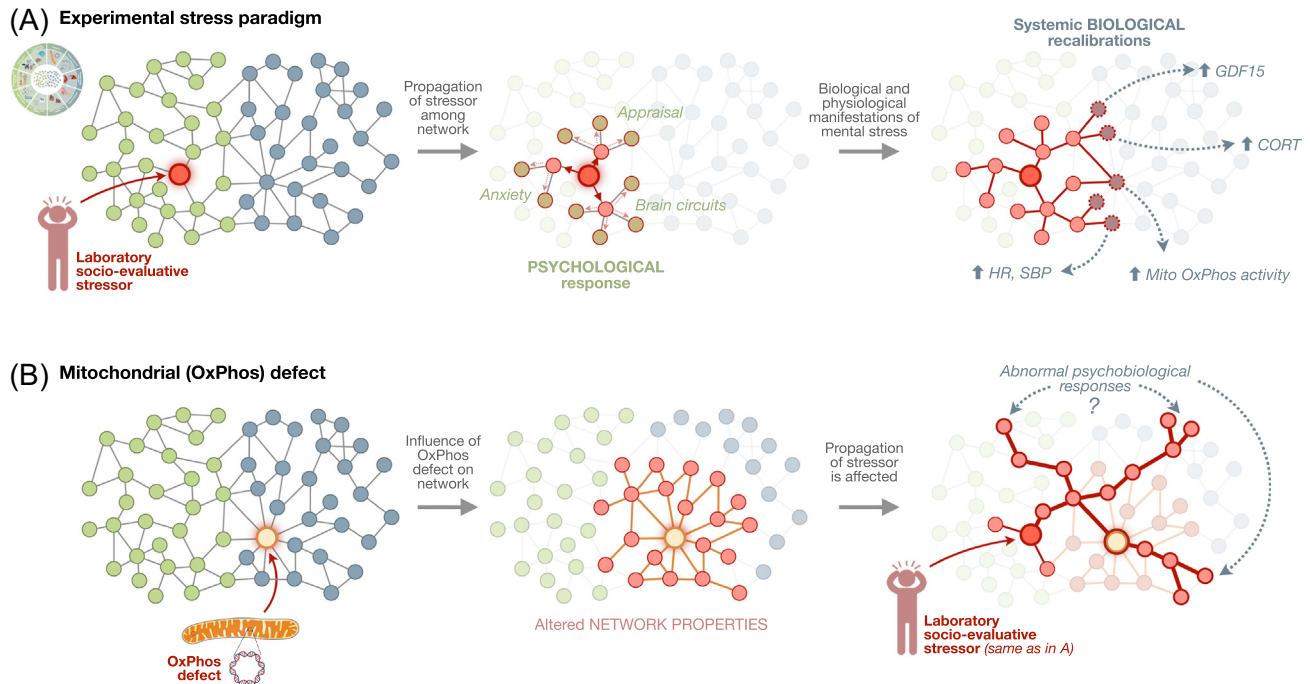 (A) Experimental stress paradigm
Laboratory
socio-evaluative
stressor
Propagation
of stressor
among
network
Appraisal
Anxiety
Brain circuits
PSYCHOLOGICAL
response
Biological and
physiological
manifestations of
mental stress
Systemic BIOLOGICAL
recalibrations
GDF15
CORT
HR, SBP
Mito OxPhos activity
(B) Mitochondrial (OxPhos) defect
OxPhos
defect
Influence of
OxPhos
defect on
network
Altered NETWORK PROPERTIES
Propagation
of stressor
is affected
Abnormal psychobiological
responses
?
Laboratory
socio-evaluative
stressor (same as in A)